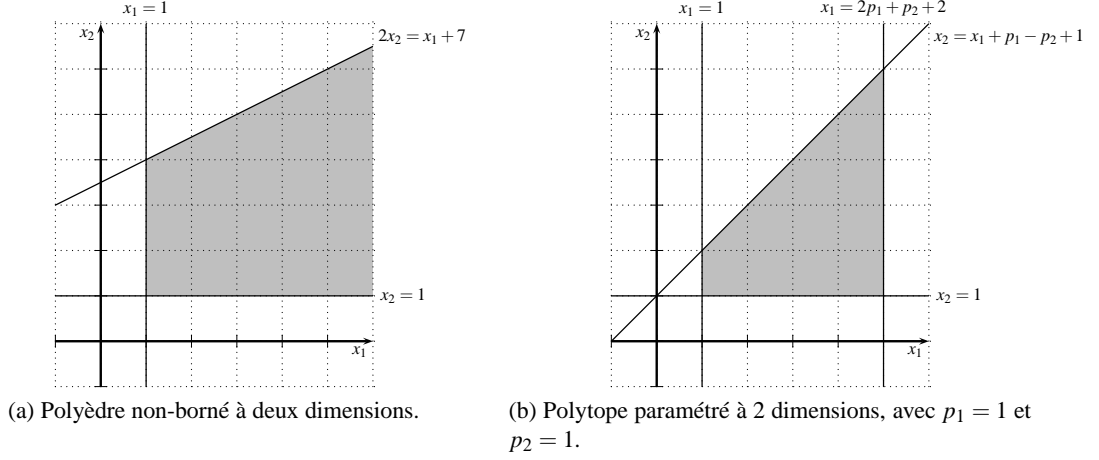 x₁ = 1
x₂
2x₂ = x₁ + 7
x₂ = 1
x₁
(a) Polyèdre non-borné à deux dimensions.
x₁ = 1
x₁ = 2p₁ + p₂ + 2
x₂
x₂ = x₁ + p₁ − p₂ + 1
x₂ = 1
x₁
(b) Polytope paramétré à 2 dimensions, avec p₁ = 1 et
p₂ = 1.